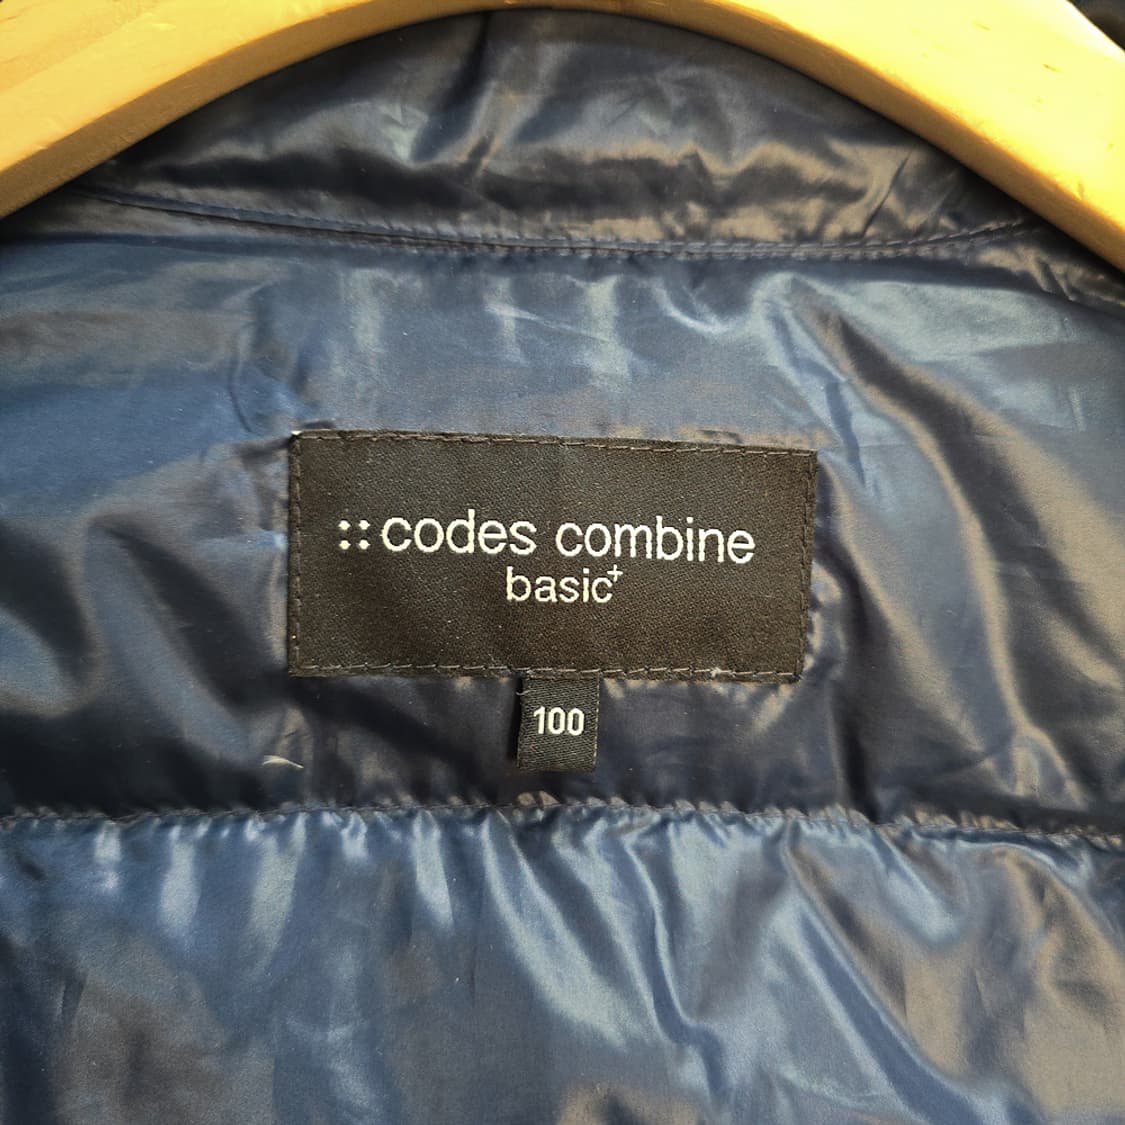 ::codes combine
basic+
100